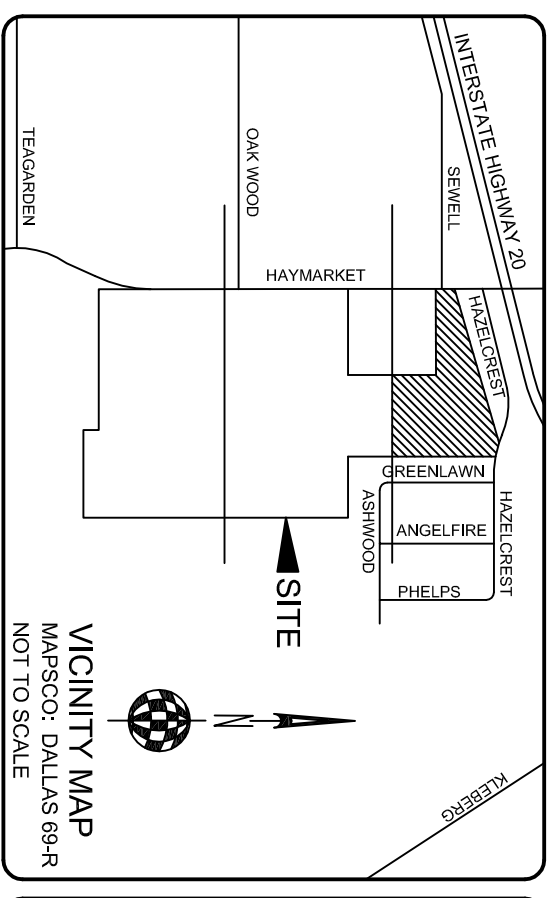 INTERSTATE HIGHWAY 20
SEWELL
OAK WOOD
TEAGARDEN
HAYMARKET
HAZELCREST
GREENLAWN
HAZELCREST
ANGELFIRE
ASHWOOD
PHELPS
SITE
N
KLEBERG
VICINITY MAP
MAPSCO: DALLAS 69-R
NOT TO SCALE